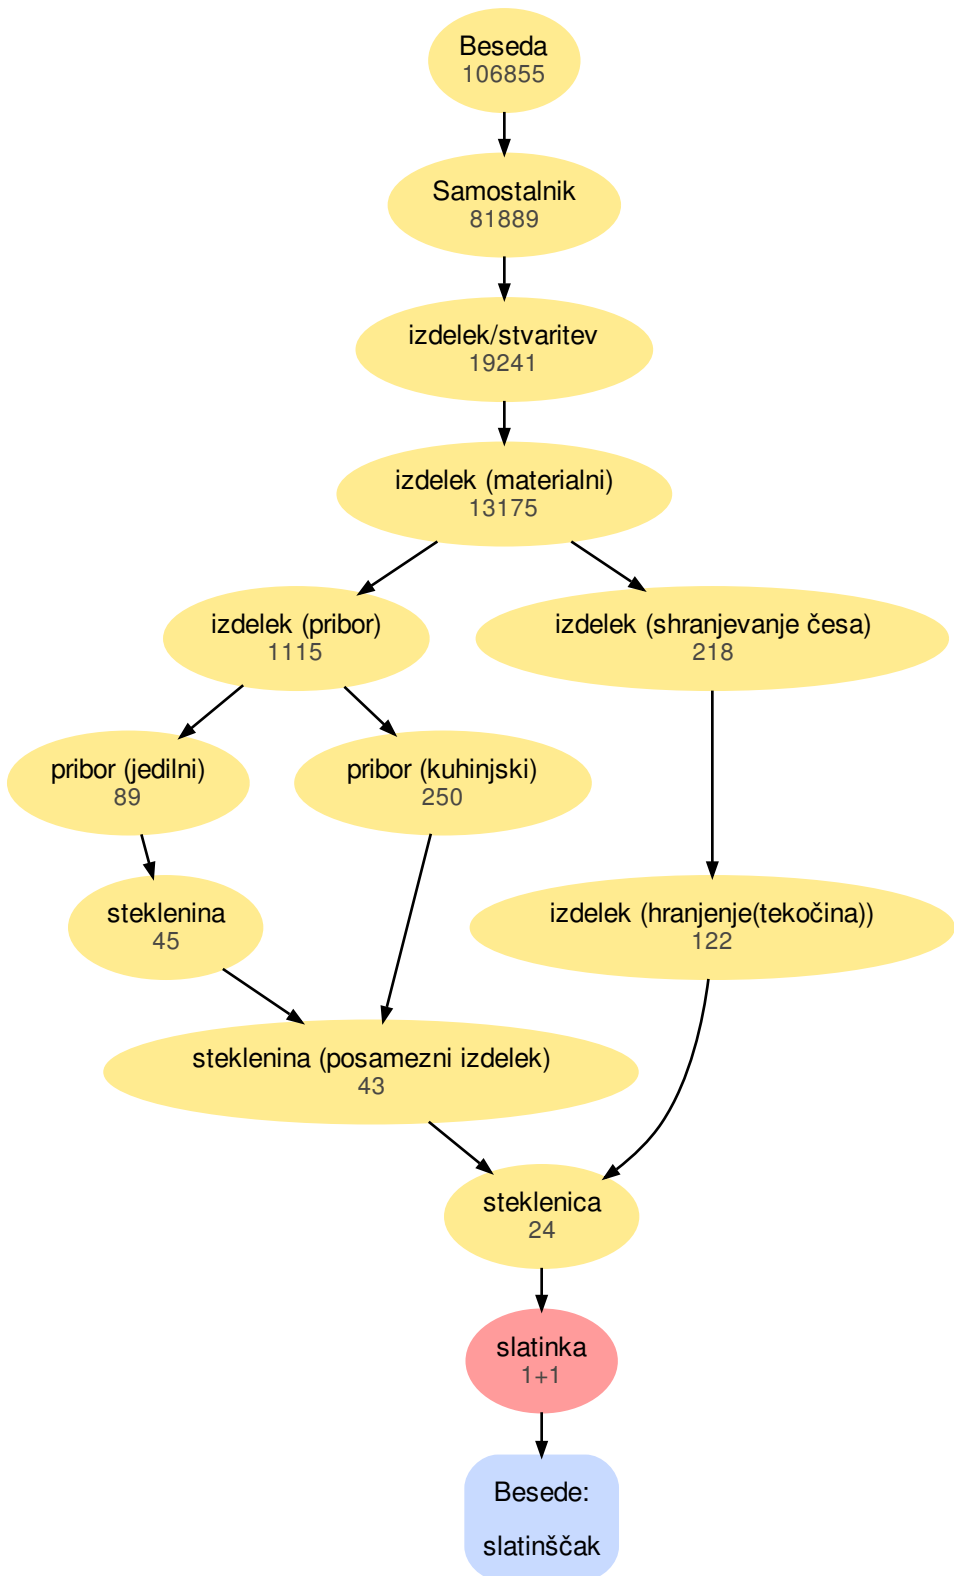 Beseda
106855
Samostalnik
81889
izdelek/stvaritev
19241
izdelek (materialni)
13175
izdelek (pribor)
1115
izdelek (shranjevanje česa)
218
pribor (jedilni)
89
pribor (kuhinjski)
250
steklenina
45
izdelek (hranjenje(tekočina))
122
steklenina (posamezni izdelek)
43
steklenica
24
slatinka
1+1
Besede:
slatinščak